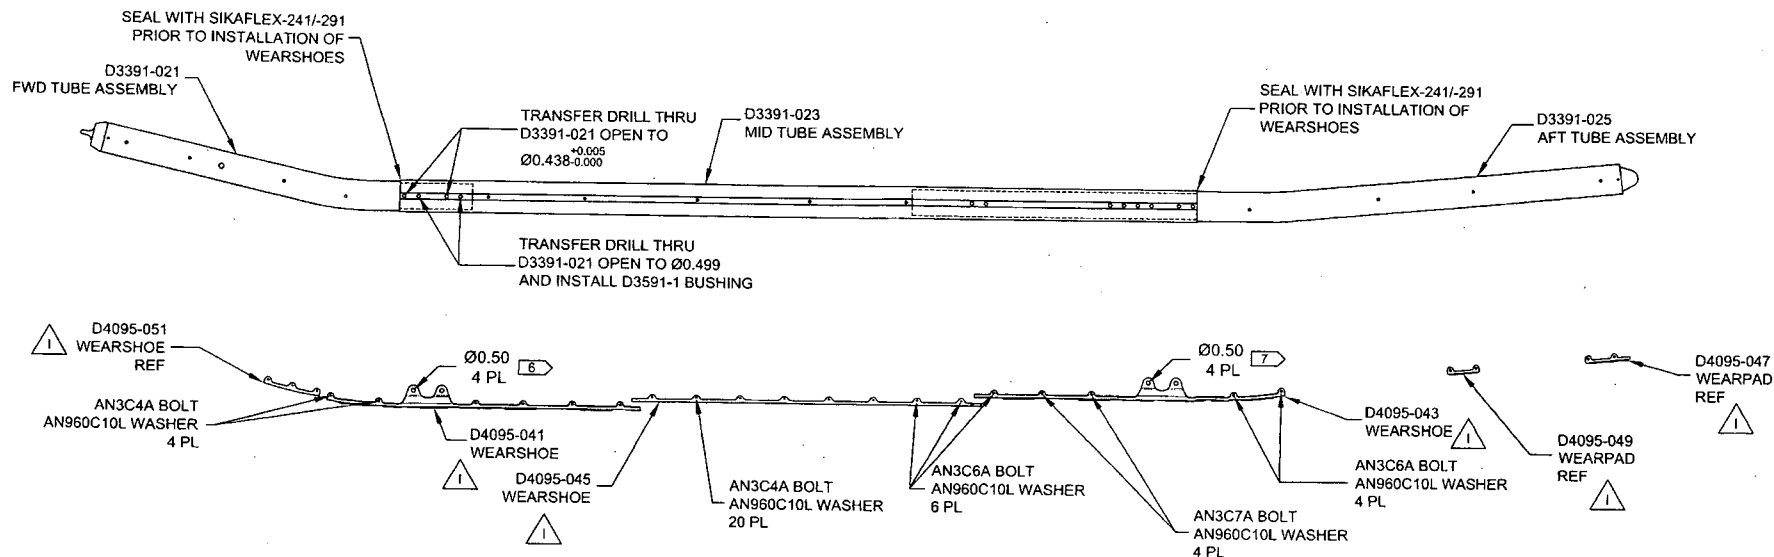 SEAL WITH SIKAFLEX-241/-291
PRIOR TO INSTALLATION OF
WEARSHOES
D3391-021
FWD TUBE ASSEMBLY
TRANSFER DRILL THRU
D3391-021 OPEN TO
Ø0.438+0.005
-0.000
D3391-023
MID TUBE ASSEMBLY
SEAL WITH SIKAFLEX-241/-291
PRIOR TO INSTALLATION OF
WEARSHOES
D3391-025
AFT TUBE ASSEMBLY
TRANSFER DRILL THRU
D3391-021 OPEN TO Ø0.499
AND INSTALL D3591-1 BUSHING
1
D4095-051
WEARSHOE
REF
Ø0.50
4 PL
6
Ø0.50
4 PL
7
D4095-047
WEARPAD
REF
1
AN3C4A BOLT
AN960C10L WASHER
4 PL
D4095-041
WEARSHOE
1
D4095-045
WEARSHOE
1
AN3C4A BOLT
AN960C10L WASHER
20 PL
AN3C6A BOLT
AN960C10L WASHER
6 PL
AN3C7A BOLT
AN960C10L WASHER
4 PL
D4095-043
WEARSHOE
1
AN3C6A BOLT
AN960C10L WASHER
4 PL
D4095-049
WEARPAD
REF
1